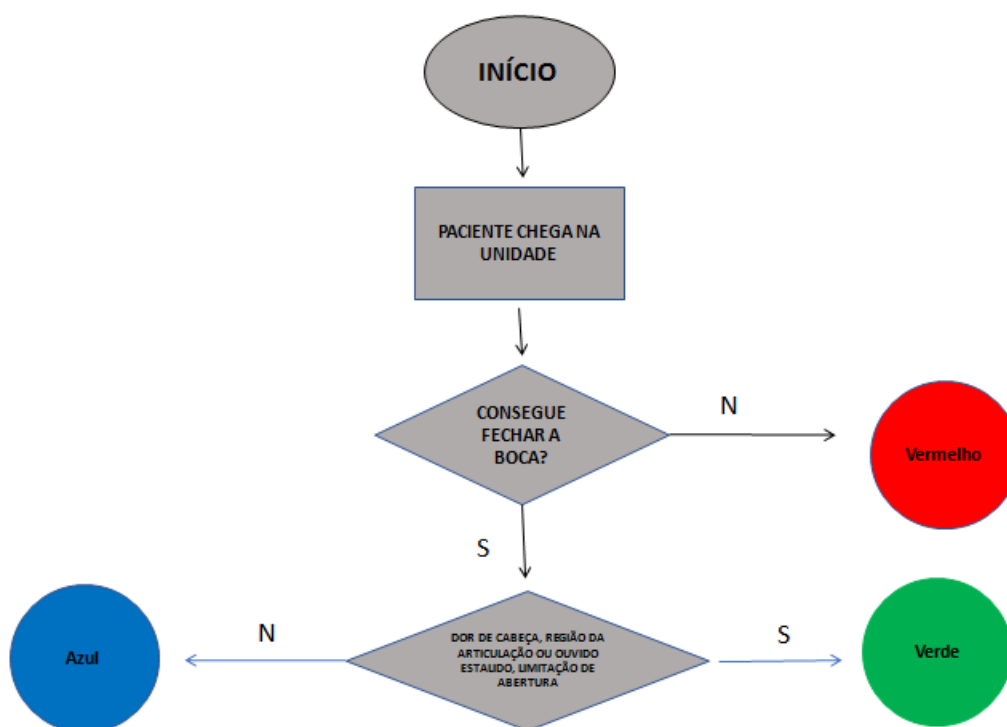 INÍCIO
PACIENTE CHEGA NA
UNIDADE
CONSEGUE
FECHAR A
BOCA?
N
Vermelho
S
DOR DE CABEÇA, REGIÃO DA
ARTICULAÇÃO OU OUVIDO
ESTALIDO, LIMITAÇÃO DE
ABERTURA
N
Azul
S
Verde